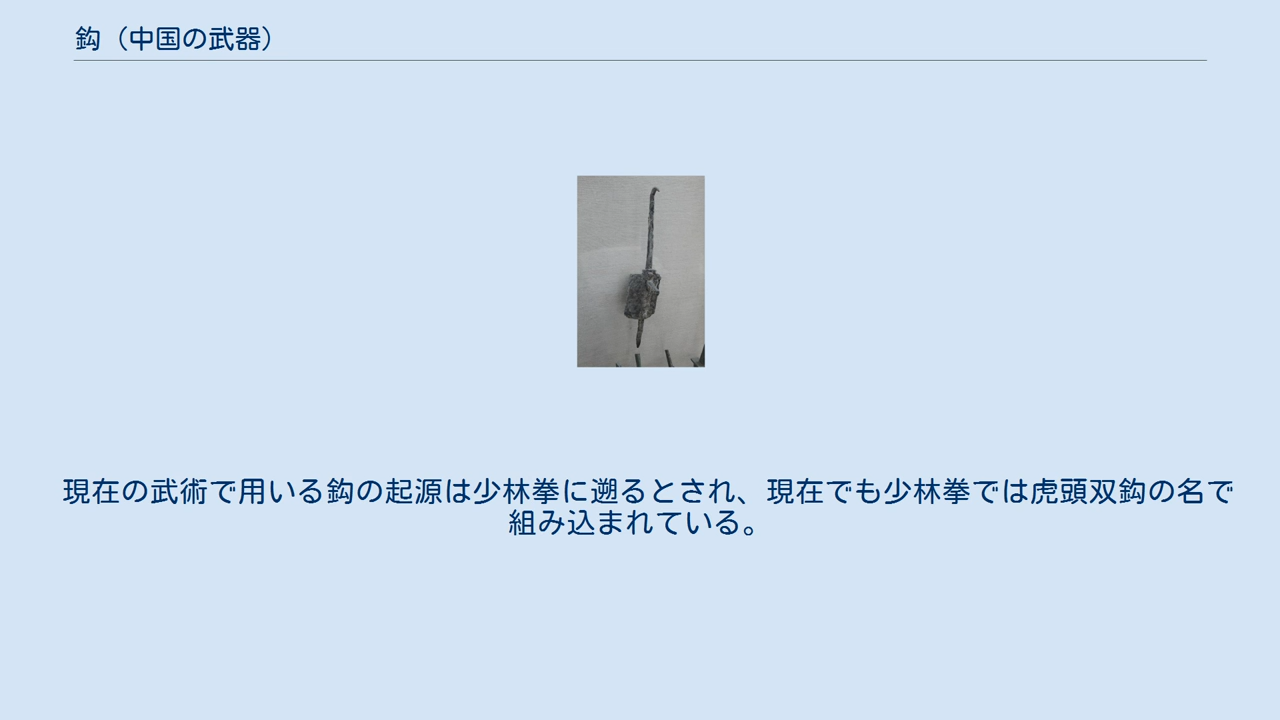 鈎（中国の武器）
現在の武術で用いる鈎の起源は少林拳に遡るとされ、現在でも少林拳では虎頭双鈎の名で
組み込まれている。